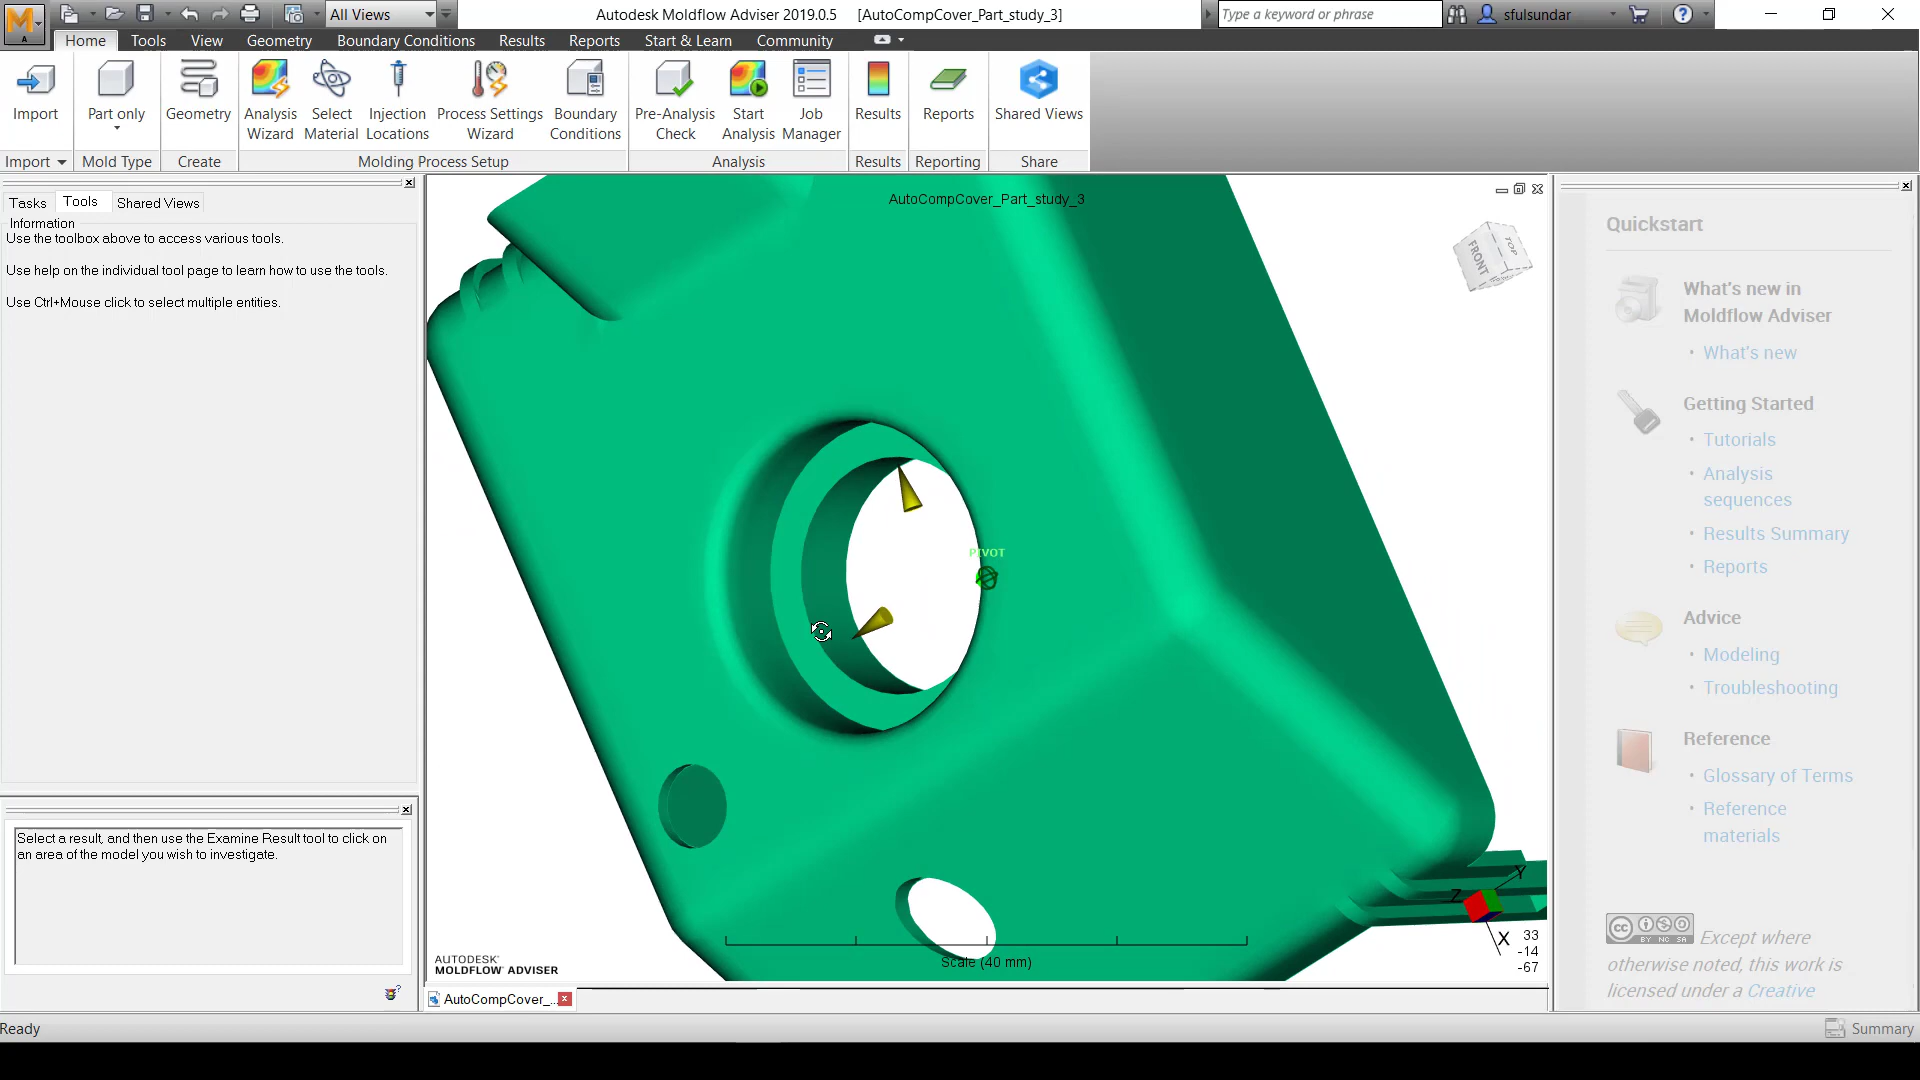 All Views
Autodesk Moldflow Adviser 2019.0.5 [AutoCompCover_Part_study_3]
Type a keyword or phrase
sfulsundar
Home Tools View Geometry Boundary Conditions Results Reports Start & Learn Community
Import
Part only
Geometry
Analysis Wizard
Select Material
Injection Locations
Process Settings Wizard
Boundary Conditions
Pre-Analysis Check
Start Analysis
Job Manager
Results
Reports
Shared Views
Import Mold Type Create Molding Process Setup Analysis Results Reporting Share
Tasks Tools Shared Views
Information
Use the toolbox above to access various tools.
Use help on the individual tool page to learn how to use the tools.
Use Ctrl+Mouse click to select multiple entities.
Select a result, and then use the Examine Result tool to click on
an area of the model you wish to investigate.
AutoCompCover_Part_study_3
FRONT
TOP
PIVOT
AUTODESK®
MOLDFLOW® ADVISER
Scale (40 mm)
Y
Z
X
33
-14
-67
AutoCompCover_...
Quickstart
What's new in
Moldflow Adviser
• What's new
Getting Started
• Tutorials
• Analysis
sequences
• Results Summary
• Reports
Advice
• Modeling
• Troubleshooting
Reference
• Glossary of Terms
• Reference
materials
cc BY NC SA Except where
otherwise noted, this work is
licensed under a Creative
Ready
Summary